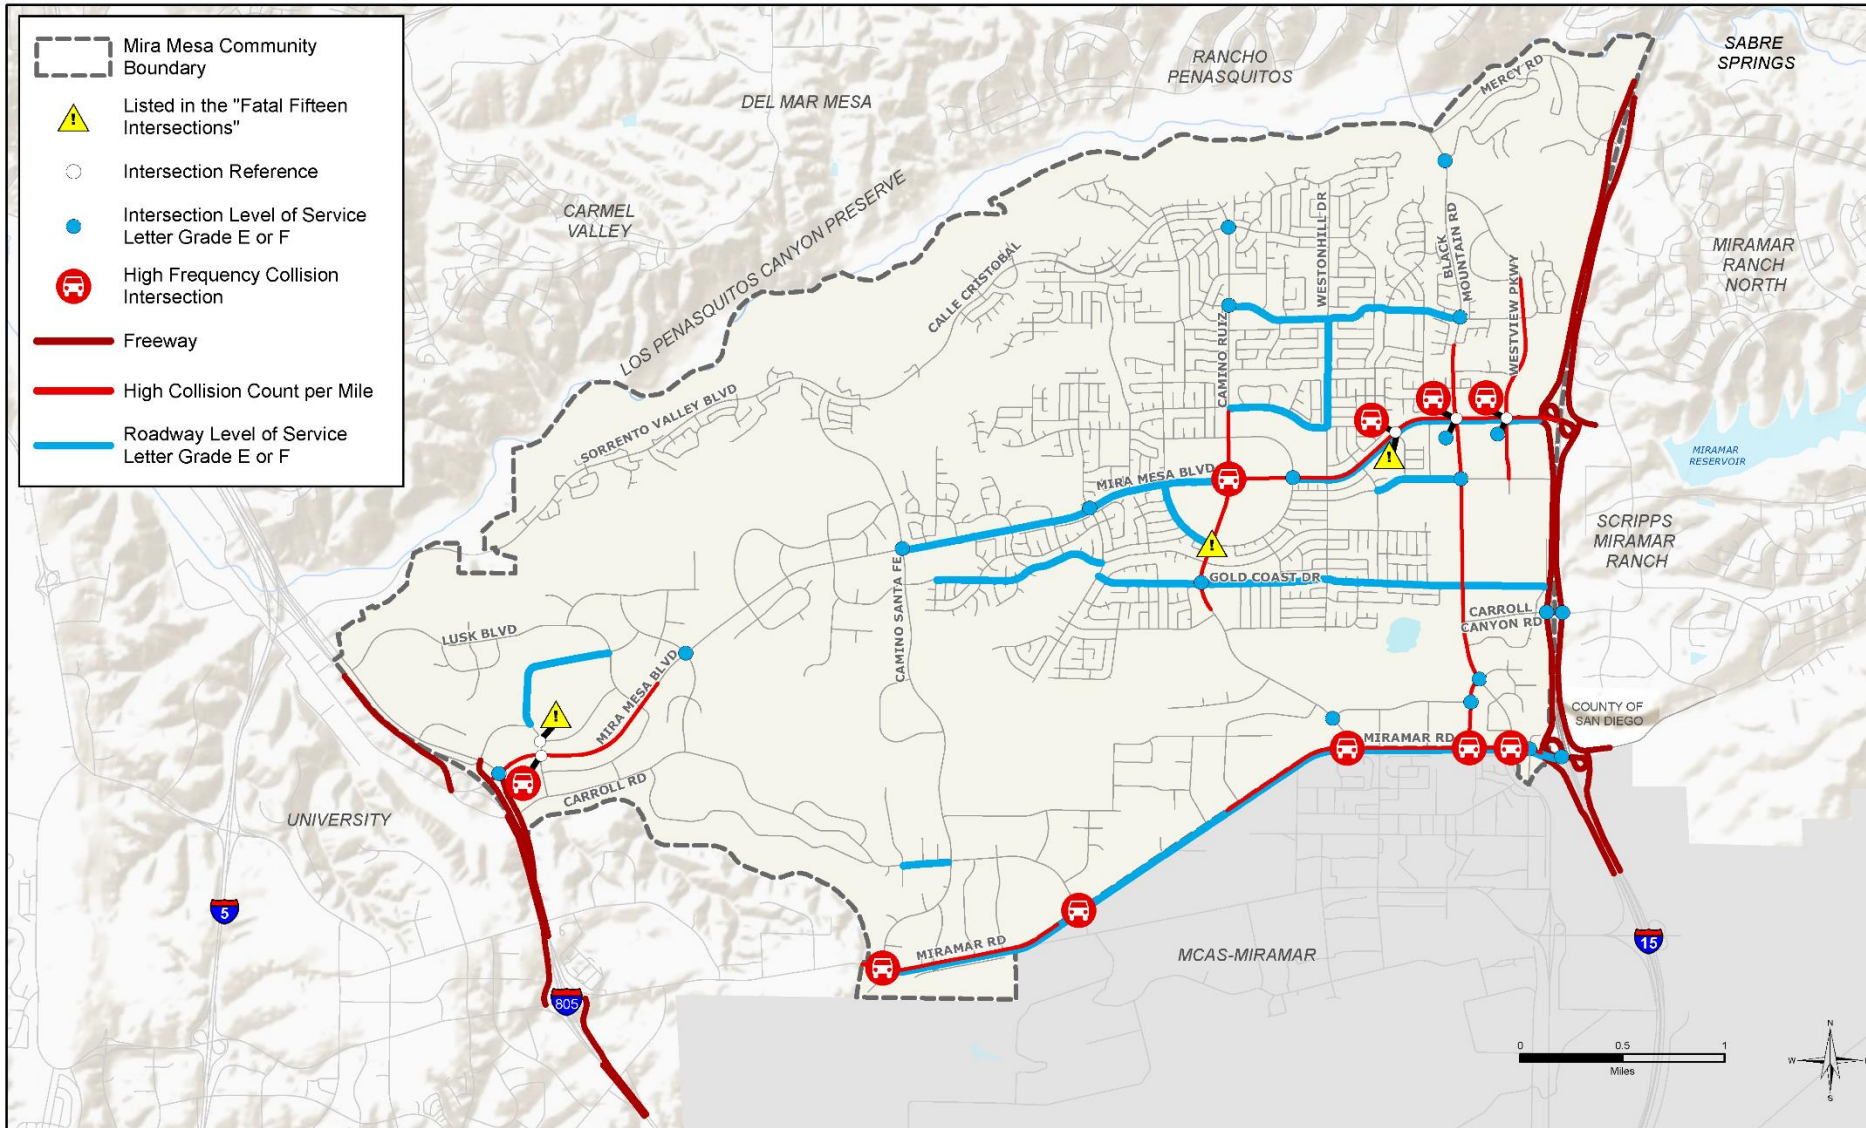 Mira Mesa Community
Boundary
Listed in the "Fatal Fifteen
Intersections"
Intersection Reference
Intersection Level of Service
Letter Grade E or F
High Frequency Collision
Intersection
Freeway
High Collision Count per Mile
Roadway Level of Service
Letter Grade E or F
SABRE
SPRINGS
RANCHO
PENASQUITOS
DEL MAR MESA
MERCY RD
CARMEL
VALLEY
LOS PENASQUITOS CANYON PRESERVE
CALLE CRISTOBAL
WESTONHILL DR
BLACK
MOUNTAIN RD
WESTVIEW PKWY
MIRAMAR
RANCH
NORTH
CAMINO RUIZ
SORRENTO VALLEY BLVD
MIRA MESA BLVD
MIRAMAR
RESERVOIR
SCRIPPS
MIRAMAR
RANCH
CAMINO SANTA FE
GOLD COAST DR
CARROLL
CANYON RD
LUSK BLVD
MIRA MESA BLVD
COUNTY OF
SAN DIEGO
MIRAMAR RD
CARROLL RD
UNIVERSITY
5
MIRAMAR RD
MCAS-MIRAMAR
15
805
0 0.5 1
Miles
N
W
S